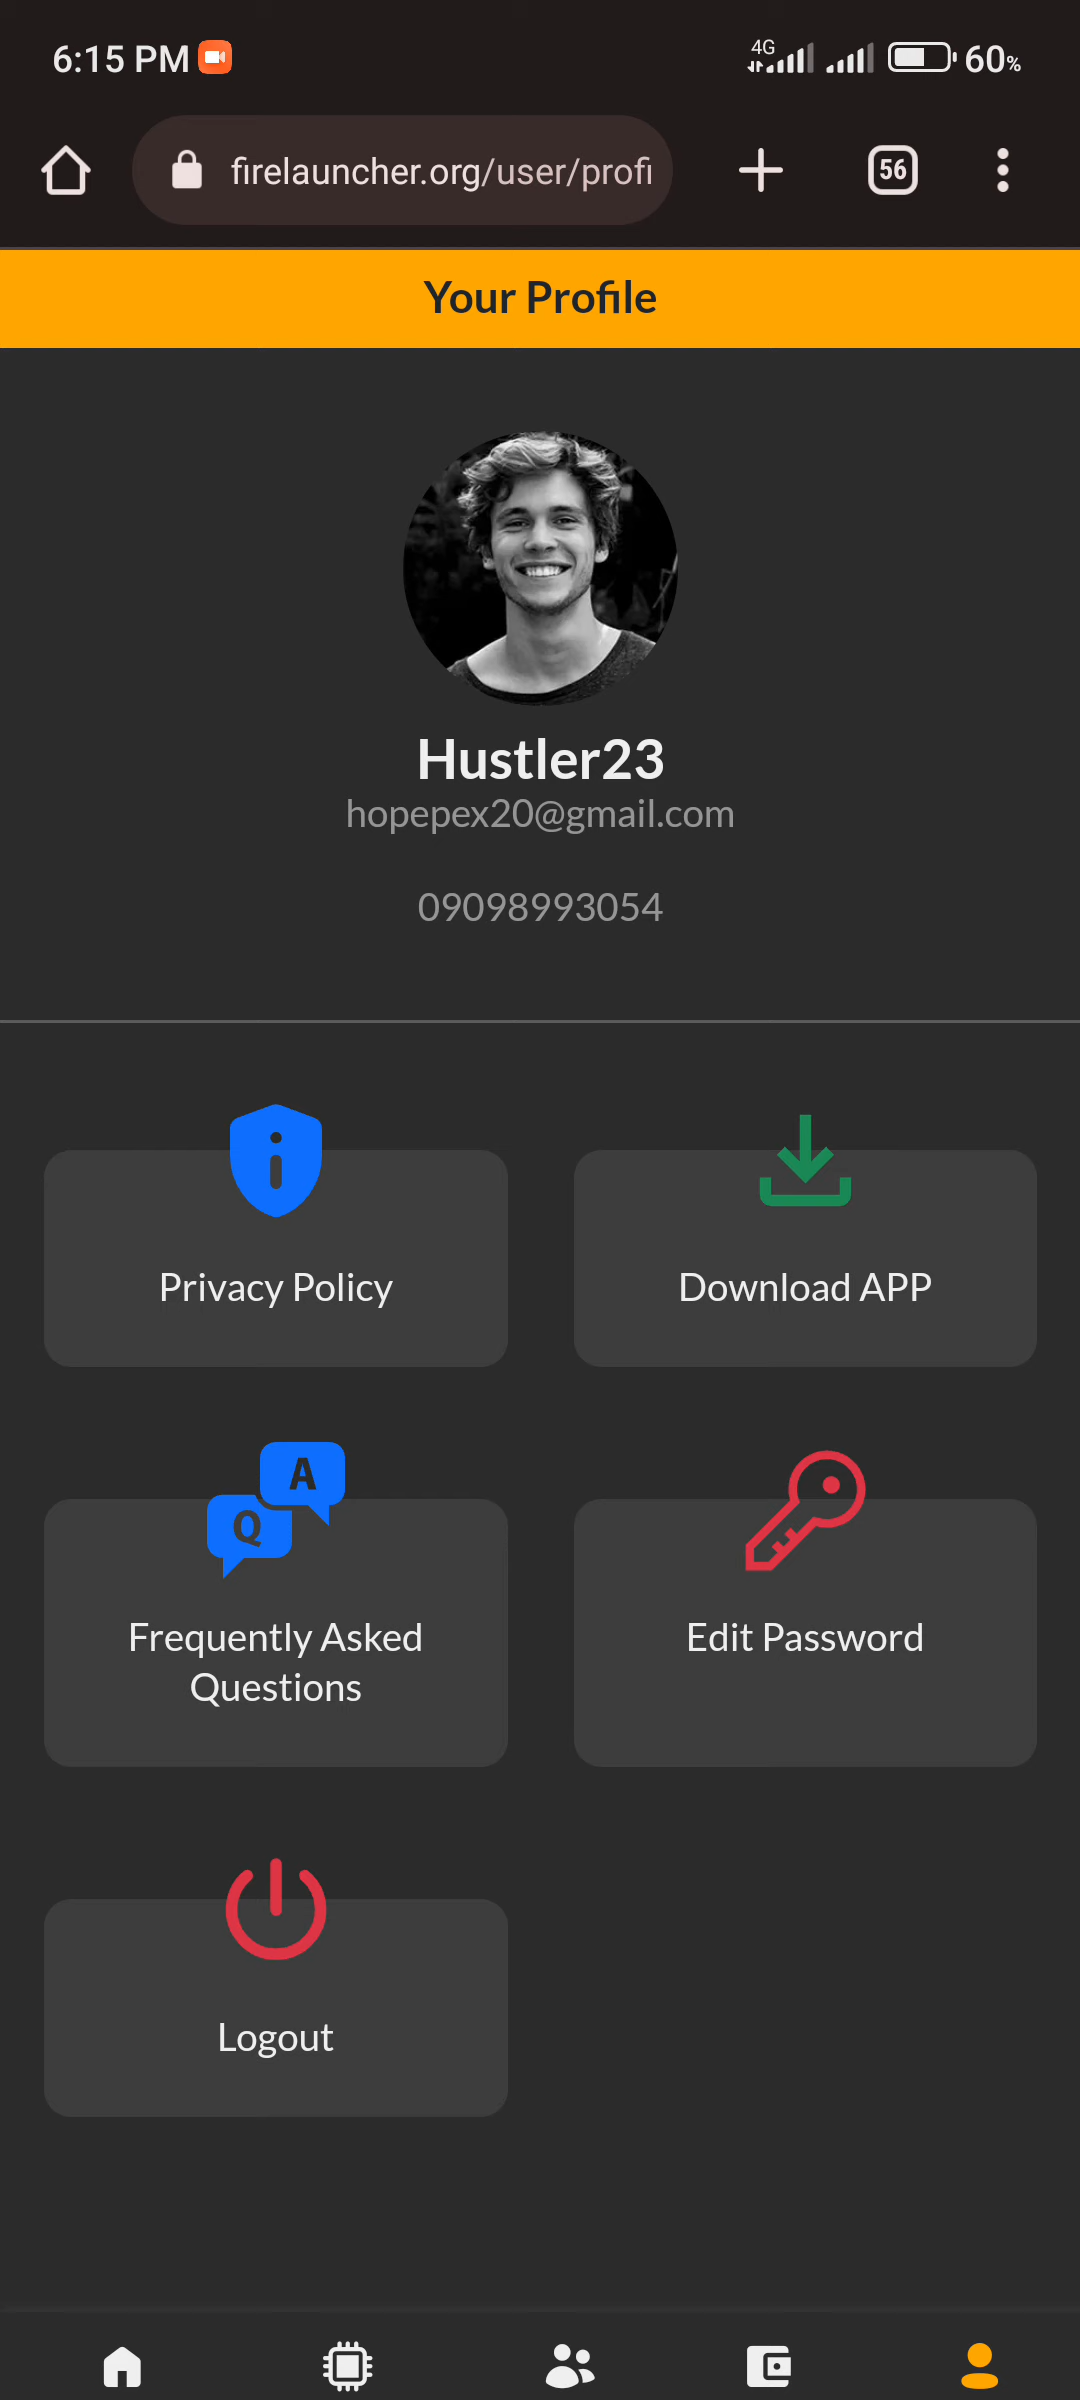 6:15 PM
4G
60%
firelauncher.org/user/profi
56
Your Profile
Hustler23
hopepex20@gmail.com
09098993054
Privacy Policy
Download APP
Q A
Frequently Asked
Questions
Edit Password
Logout